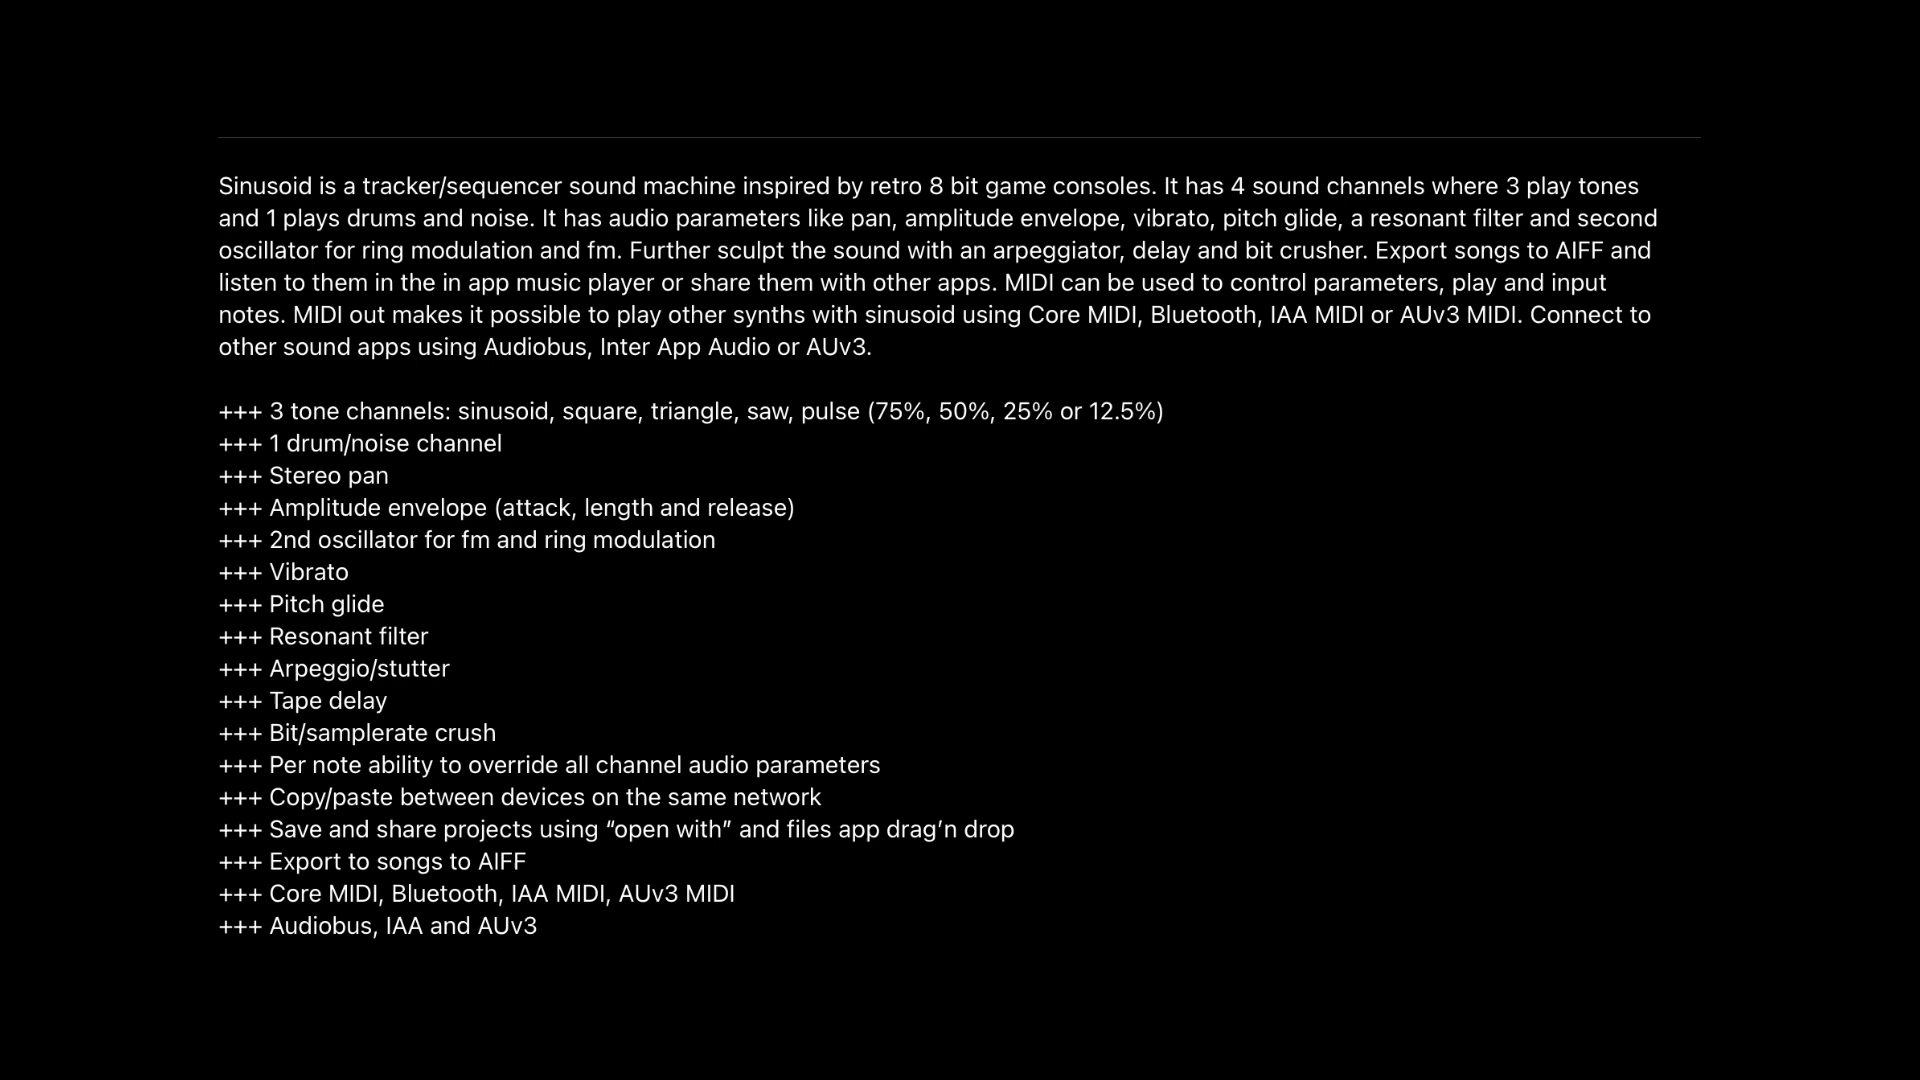 Sinusoid is a tracker/sequencer sound machine inspired by retro 8 bit game consoles. It has 4 sound channels where 3 play tones
and 1 plays drums and noise. It has audio parameters like pan, amplitude envelope, vibrato, pitch glide, a resonant filter and second
oscillator for ring modulation and fm. Further sculpt the sound with an arpeggiator, delay and bit crusher. Export songs to AIFF and
listen to them in the in app music player or share them with other apps. MIDI can be used to control parameters, play and input
notes. MIDI out makes it possible to play other synths with sinusoid using Core MIDI, Bluetooth, IAA MIDI or AUv3 MIDI. Connect to
other sound apps using Audiobus, Inter App Audio or AUv3.
+++ 3 tone channels: sinusoid, square, triangle, saw, pulse (75%, 50%, 25% or 12.5%)
+++ 1 drum/noise channel
+++ Stereo pan
+++ Amplitude envelope (attack, length and release)
+++ 2nd oscillator for fm and ring modulation
+++ Vibrato
+++ Pitch glide
+++ Resonant filter
+++ Arpeggio/stutter
+++ Tape delay
+++ Bit/samplerate crush
+++ Per note ability to override all channel audio parameters
+++ Copy/paste between devices on the same network
+++ Save and share projects using “open with” and files app drag’n drop
+++ Export to songs to AIFF
+++ Core MIDI, Bluetooth, IAA MIDI, AUv3 MIDI
+++ Audiobus, IAA and AUv3